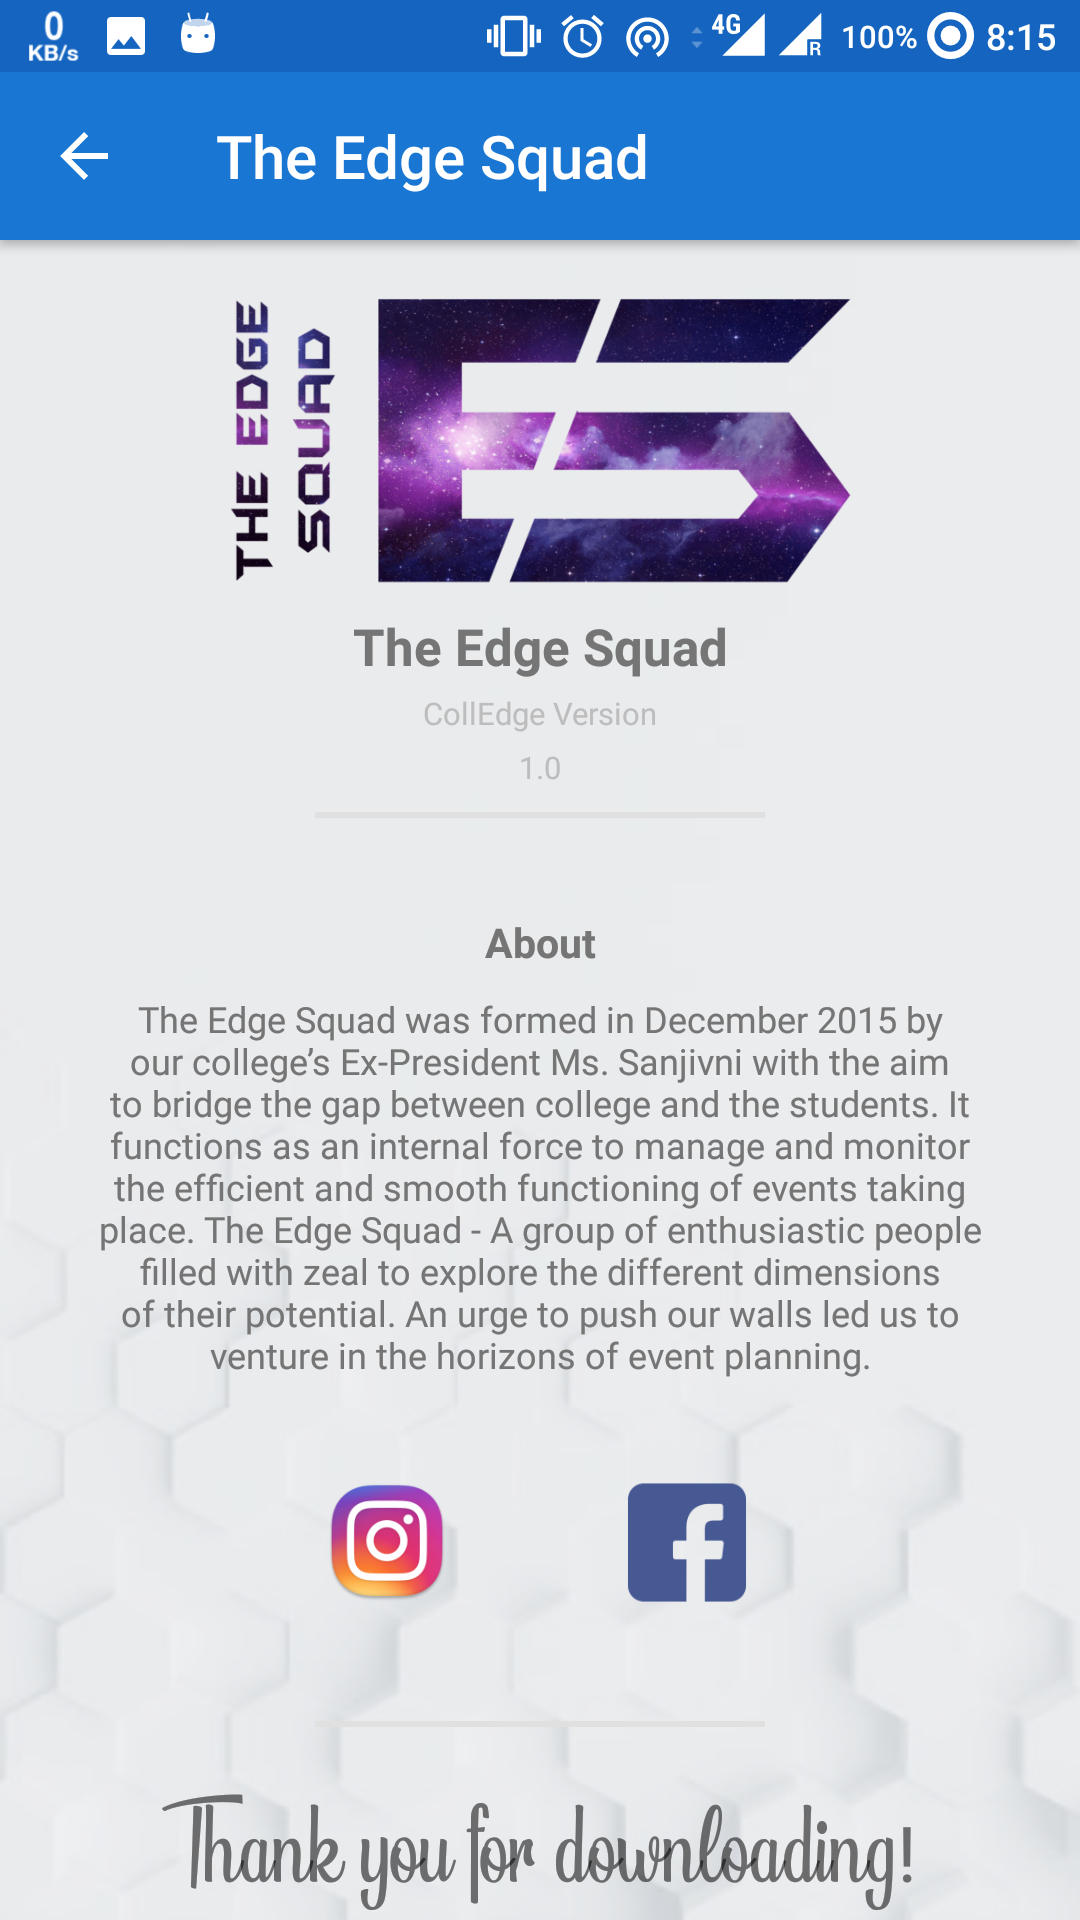 0
KB/s
4G
R
100%
8:15
The Edge Squad
THE EDGE
SQUAD
The Edge Squad
CollEdge Version
1.0
About
The Edge Squad was formed in December 2015 by
our college’s Ex-President Ms. Sanjivni with the aim
to bridge the gap between college and the students. It
functions as an internal force to manage and monitor
the efficient and smooth functioning of events taking
place. The Edge Squad - A group of enthusiastic people
filled with zeal to explore the different dimensions
of their potential. An urge to push our walls led us to
venture in the horizons of event planning.
Thank you for downloading!